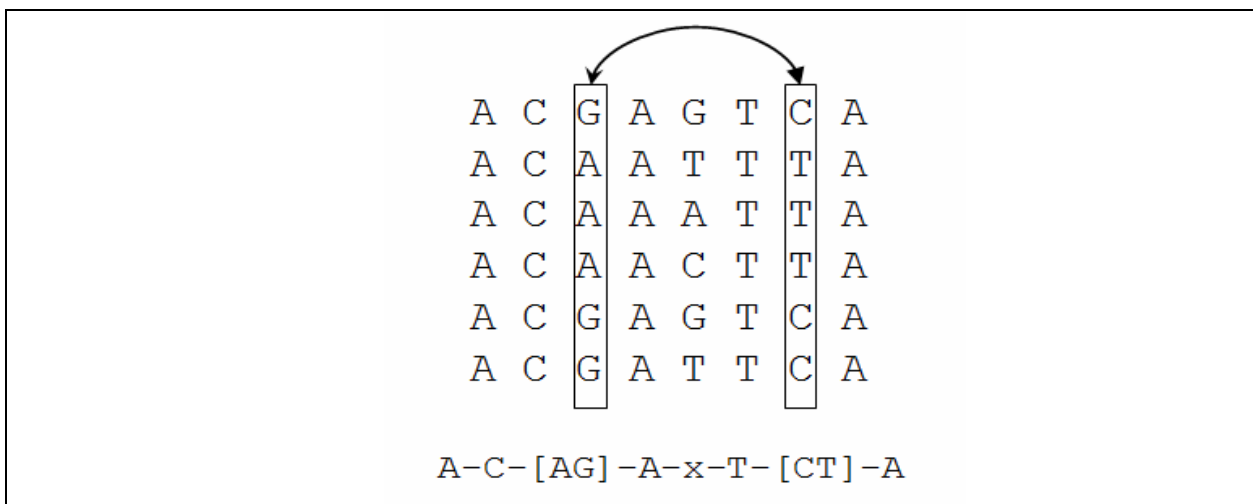 A C G A G T C A
A C A A T T T A
A C A A A T T A
A C A A C T T A
A C G A G T C A
A C G A T T C A
A-C-[AG]-A-x-T-[CT]-A